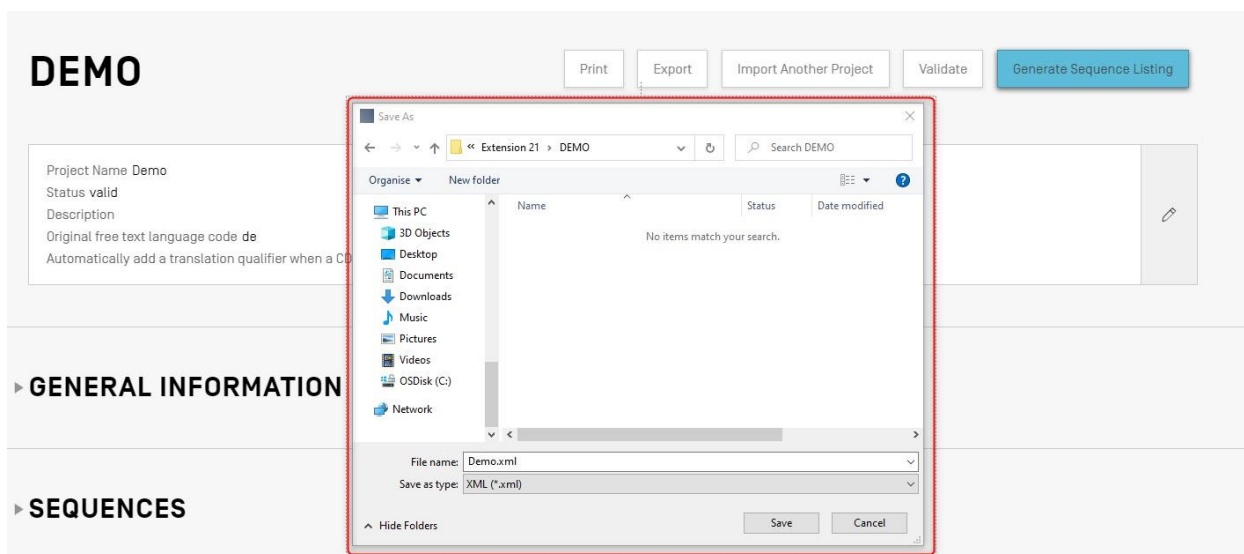 DEMO
Print
Export
Import Another Project
Validate
Generate Sequence Listing
Save As
« Extension 21 › DEMO
Search DEMO
Project Name Demo
Status valid
Description
Original free text language code de
Automatically add a translation qualifier when a CD
Organise
New folder
Name
Status
Date modified
This PC
No items match your search.
3D Objects
Desktop
Documents
Downloads
Music
Pictures
Videos
OSDisk (C:)
Network
GENERAL INFORMATION
File name: Demo.xml
Save as type: XML (*.xml)
SEQUENCES
Hide Folders
Save
Cancel